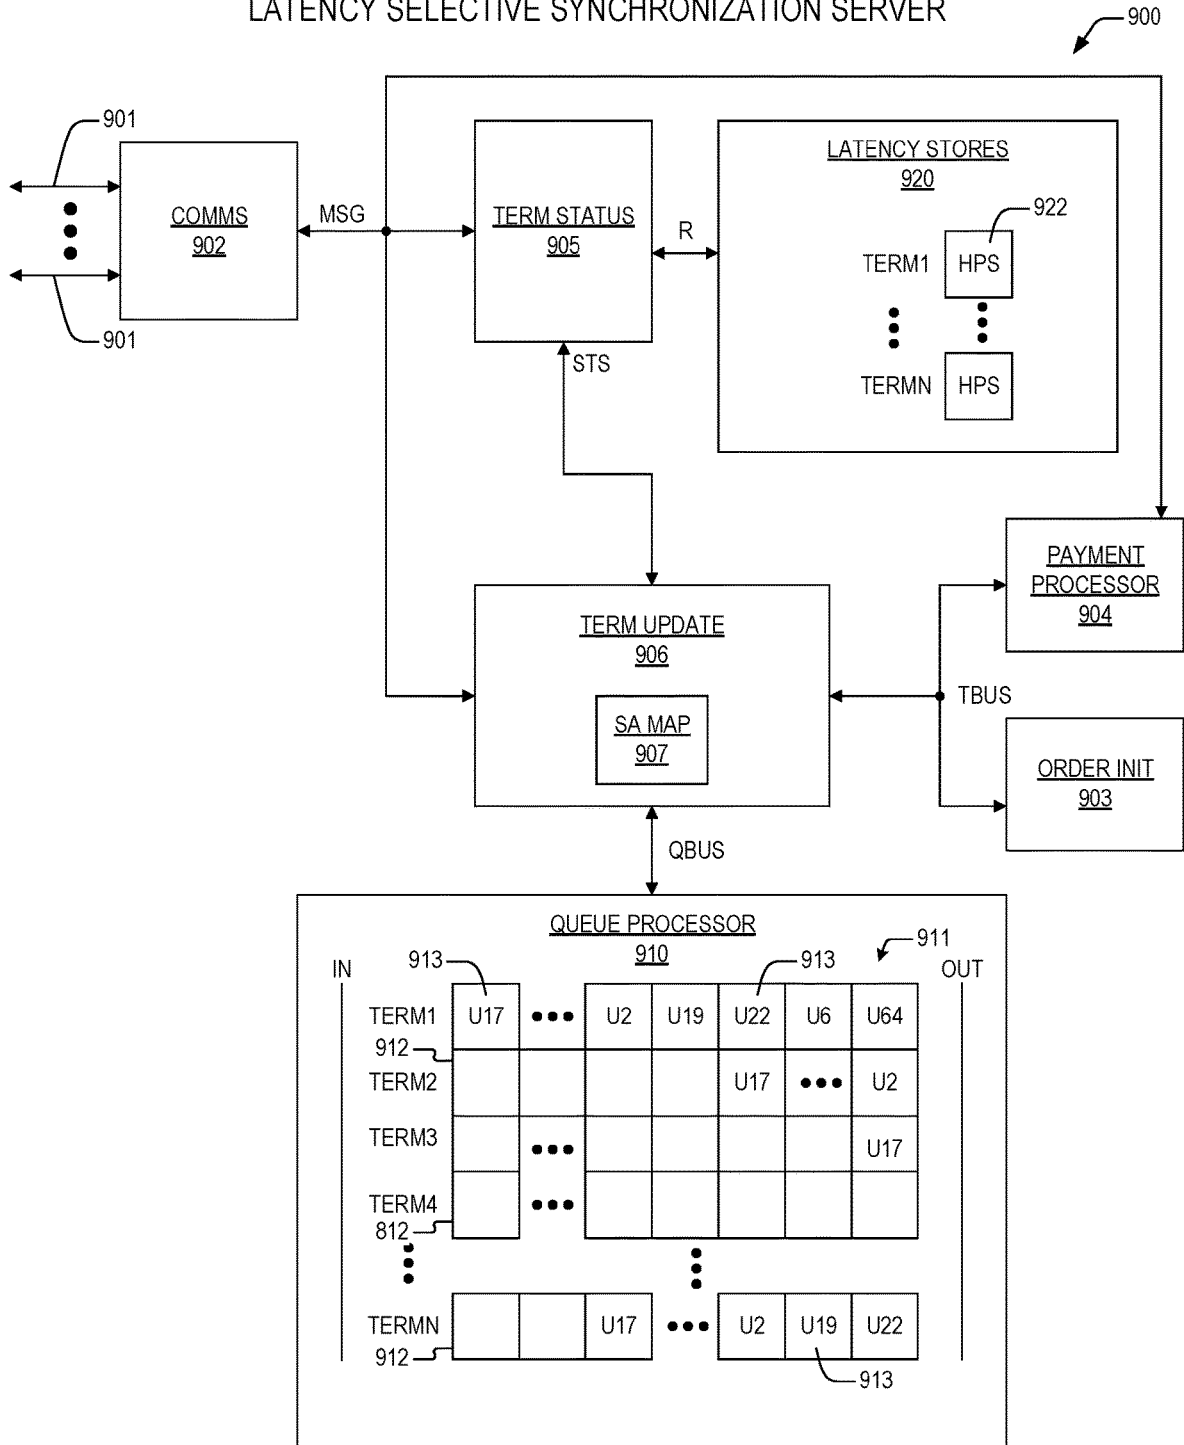 LATENCY SELECTIVE SYNCHRONIZATION SERVER
900
901
COMMS
902
901
MSG
TERM STATUS
905
R
LATENCY STORES
920
922
TERM1 HPS
TERMN HPS
STS
PAYMENT
PROCESSOR
904
TERM UPDATE
906
SA MAP
907
TBUS
ORDER INIT
903
QBUS
QUEUE PROCESSOR
910
911
IN
913
913
OUT
TERM1 U17 U2 U19 U22 U6 U64
912
TERM2 U17 U2
TERM3 U17
TERM4
812
TERMN U17 U2 U19 U22
912
913